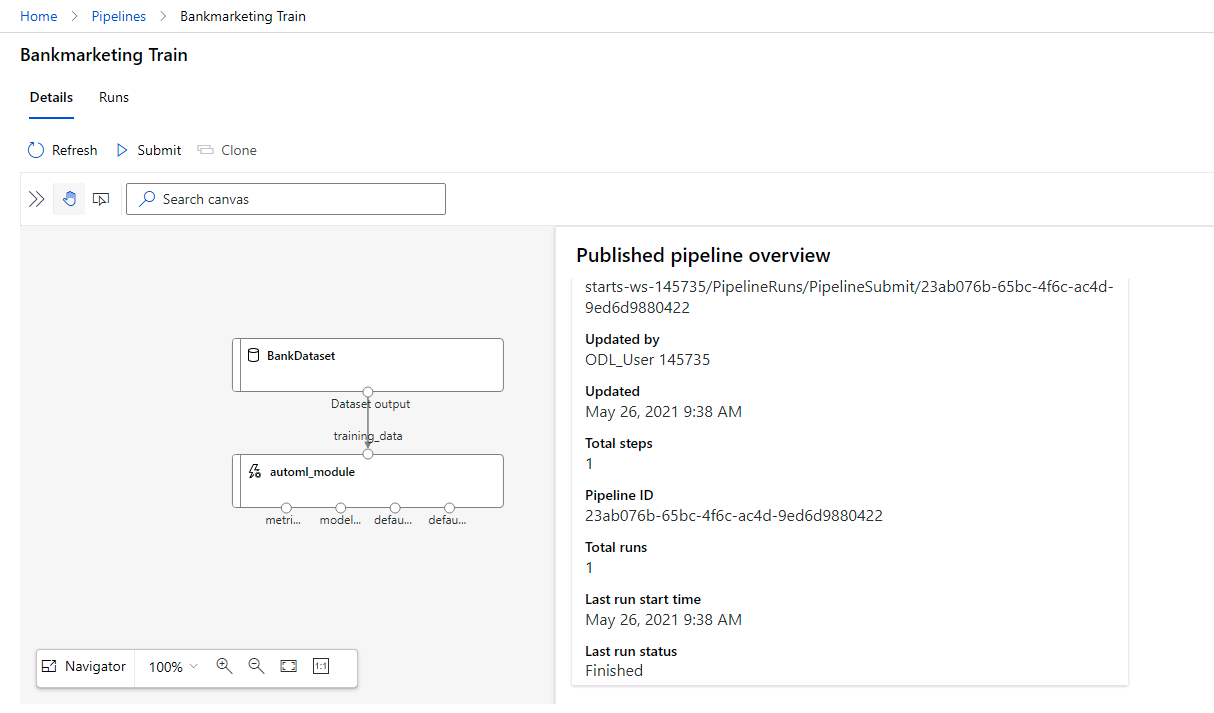 Home > Pipelines > Bankmarketing Train
Bankmarketing Train
Details Runs
Refresh Submit Clone
Search canvas
BankDataset
Dataset output
training_data
automl_module
metri... model... defau... defau...
Navigator 100% 1:1
Published pipeline overview
starts-ws-145735/PipelineRuns/PipelineSubmit/23ab076b-65bc-4f6c-ac4d-
9ed6d9880422
Updated by
ODL_User 145735
Updated
May 26, 2021 9:38 AM
Total steps
1
Pipeline ID
23ab076b-65bc-4f6c-ac4d-9ed6d9880422
Total runs
1
Last run start time
May 26, 2021 9:38 AM
Last run status
Finished